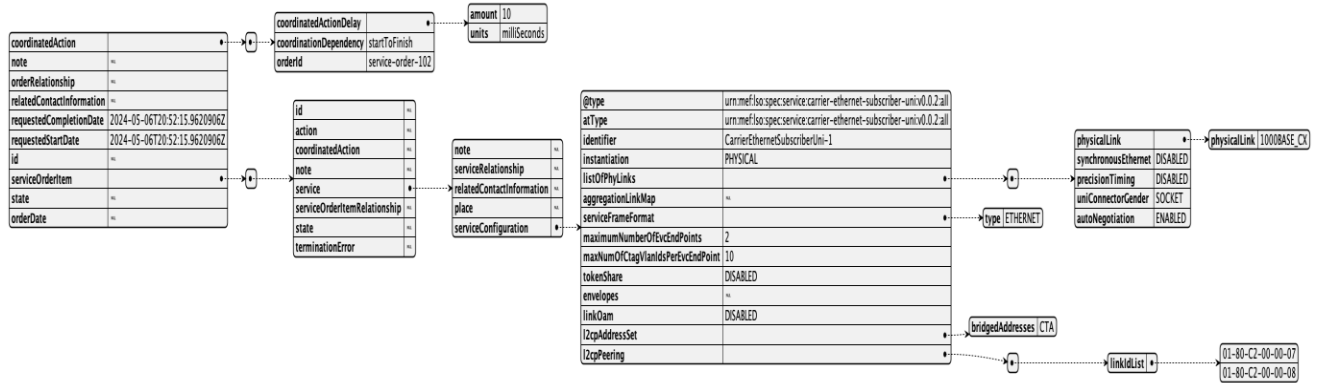 coordinatedAction
note
orderRelationship
relatedContactInformation
requestedCompletionDate 2024-05-06T20:52:15.9620906Z
requestedStartDate 2024-05-06T20:52:15.9620906Z
id
serviceOrderItem
state
orderDate
coordinatedActionDelay
coordinationDependency startToFinish
orderId service-order-102
amount 10
units milliSeconds
id
action
coordinatedAction
note
service
serviceOrderItemRelationship
state
terminationError
note
serviceRelationship
relatedContactInformation
place
serviceConfiguration
@type urn:mef:lso:spec:service:carrier-ethernet-subscriber-uni:v0.0.2:all
atType urn:mef:lso:spec:service:carrier-ethernet-subscriber-uni:v0.0.2:all
identifier CarrierEthernetSubscriberUni-1
instantiation PHYSICAL
listOfPhyLinks
aggregationLinkMap
serviceFrameFormat
maximumNumberOfEvcEndPoints 2
maxNumOfCtagVlanIdsPerEvcEndPoint 10
tokenShare DISABLED
envelopes
linkOam DISABLED
l2cpAddressSet
l2cpPeering
physicalLink
synchronousEthernet DISABLED
precisionTiming DISABLED
uniConnectorGender SOCKET
autoNegotiation ENABLED
physicalLink 1000BASE_CX
type ETHERNET
bridgedAddresses CTA
linkIdList
01-80-C2-00-00-07
01-80-C2-00-00-08